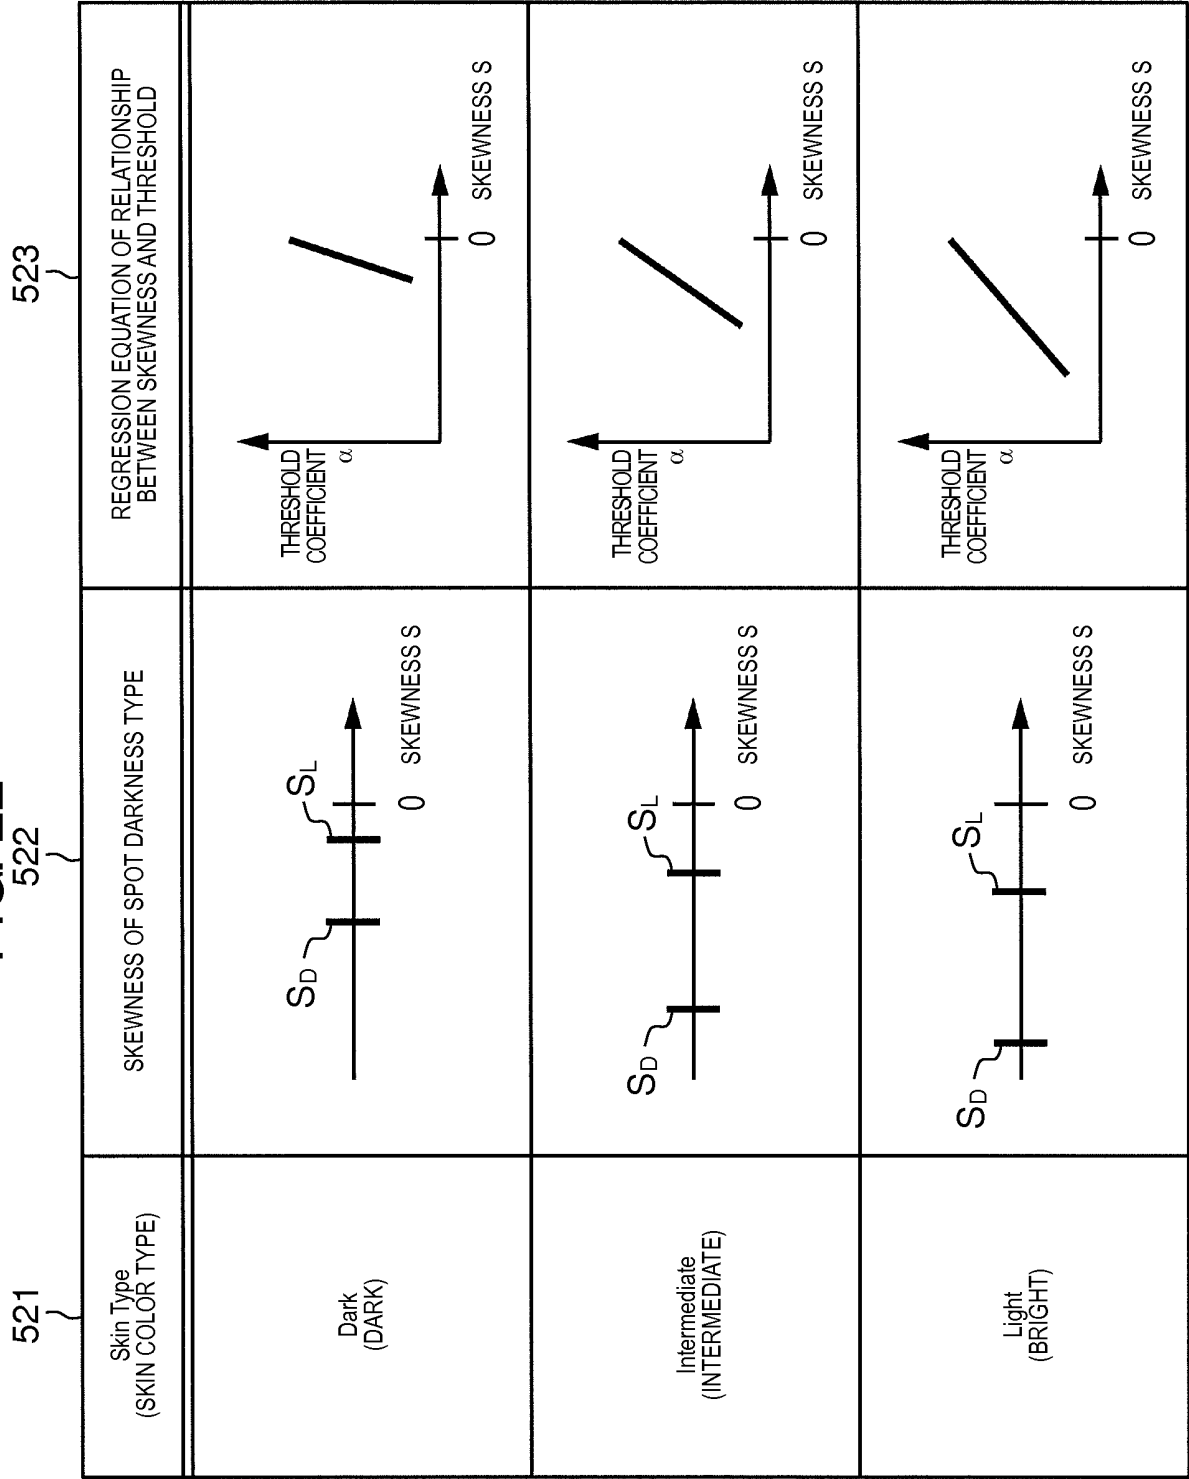 521
522
523
Skin Type
(SKIN COLOR TYPE)
SKEWNESS OF SPOT DARKNESS TYPE
REGRESSION EQUATION OF RELATIONSHIP
BETWEEN SKEWNESS AND THRESHOLD
Dark
(DARK)
SD
SL
0
SKEWNESS S
THRESHOLD
COEFFICIENT
α
0
SKEWNESS S
Intermediate
(INTERMEDIATE)
SD
SL
0
SKEWNESS S
THRESHOLD
COEFFICIENT
α
0
SKEWNESS S
Light
(BRIGHT)
SD
SL
0
SKEWNESS S
THRESHOLD
COEFFICIENT
α
0
SKEWNESS S